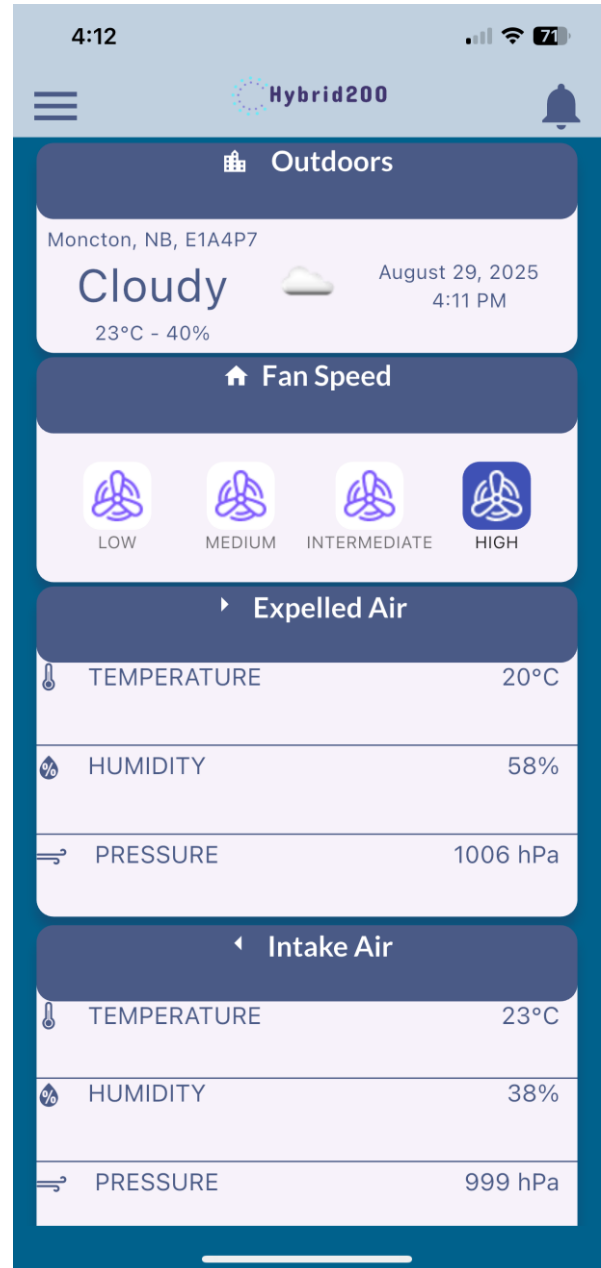 4:12
71
Hybrid200
Outdoors
Moncton, NB, E1A4P7
Cloudy
August 29, 2025
4:11 PM
23°C - 40%
Fan Speed
LOW MEDIUM INTERMEDIATE HIGH
Expelled Air
TEMPERATURE 20°C
HUMIDITY 58%
PRESSURE 1006 hPa
Intake Air
TEMPERATURE 23°C
HUMIDITY 38%
PRESSURE 999 hPa